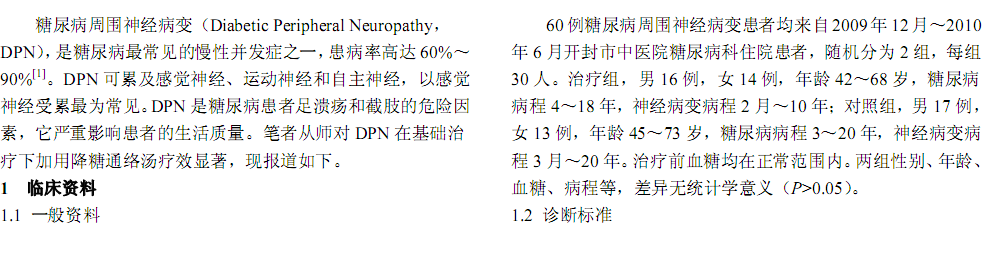 糖尿病周围神经病变（Diabetic Peripheral Neuropathy，
DPN），是糖尿病最常见的慢性并发症之一，患病率高达 60%～
90%[1]。DPN 可累及感觉神经、运动神经和自主神经，以感觉
神经受累最为常见。DPN 是糖尿病患者足溃疡和截肢的危险因
素，它严重影响患者的生活质量。笔者从师对 DPN 在基础治
疗下加用降糖通络汤疗效显著，现报道如下。
1 临床资料
1.1 一般资料
60 例糖尿病周围神经病变患者均来自 2009 年 12 月～2010
年 6 月开封市中医院糖尿病科住院患者，随机分为 2 组，每组
30 人。治疗组，男 16 例，女 14 例，年龄 42～68 岁，糖尿病
病程 4～18 年，神经病变病程 2 月～10 年；对照组，男 17 例，
女 13 例，年龄 45～73 岁，糖尿病病程 3～20 年，神经病变病
程 3 月～20 年。治疗前血糖均在正常范围内。两组性别、年龄、
血糖、病程等，差异无统计学意义（P>0.05）。
1.2 诊断标准